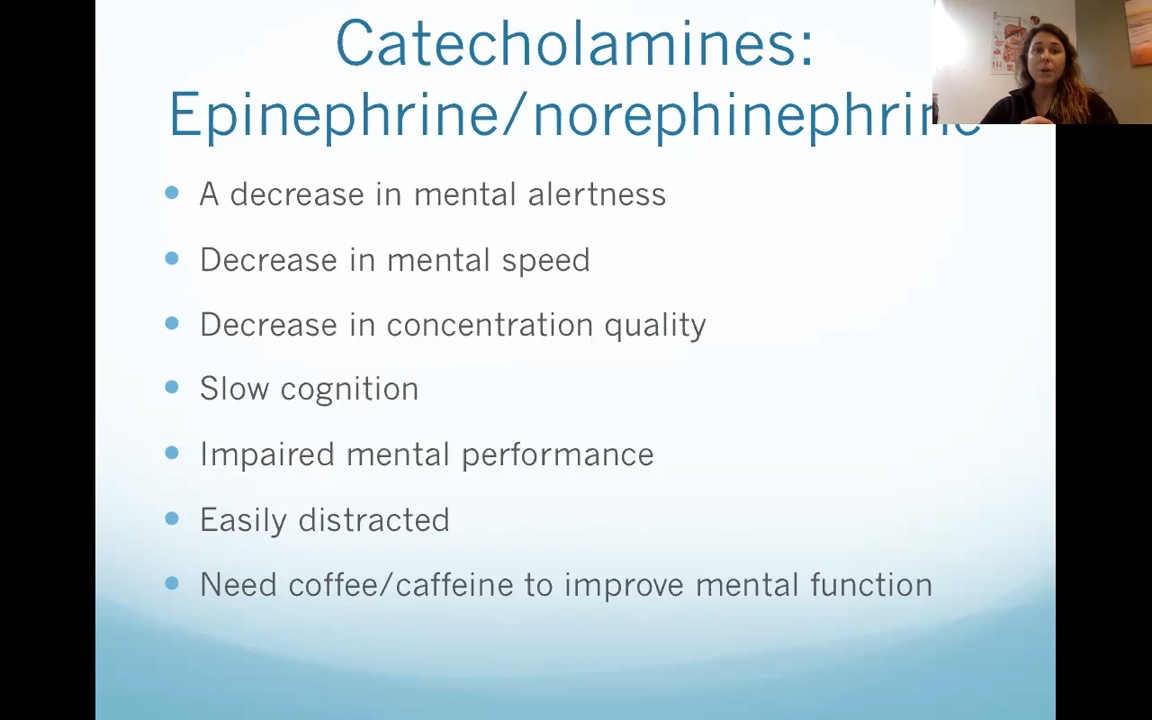 Catecholamines:
Epinephrine/norephinephrine
A decrease in mental alertness
Decrease in mental speed
Decrease in concentration quality
Slow cognition
Impaired mental performance
Easily distracted
Need coffee/caffeine to improve mental function